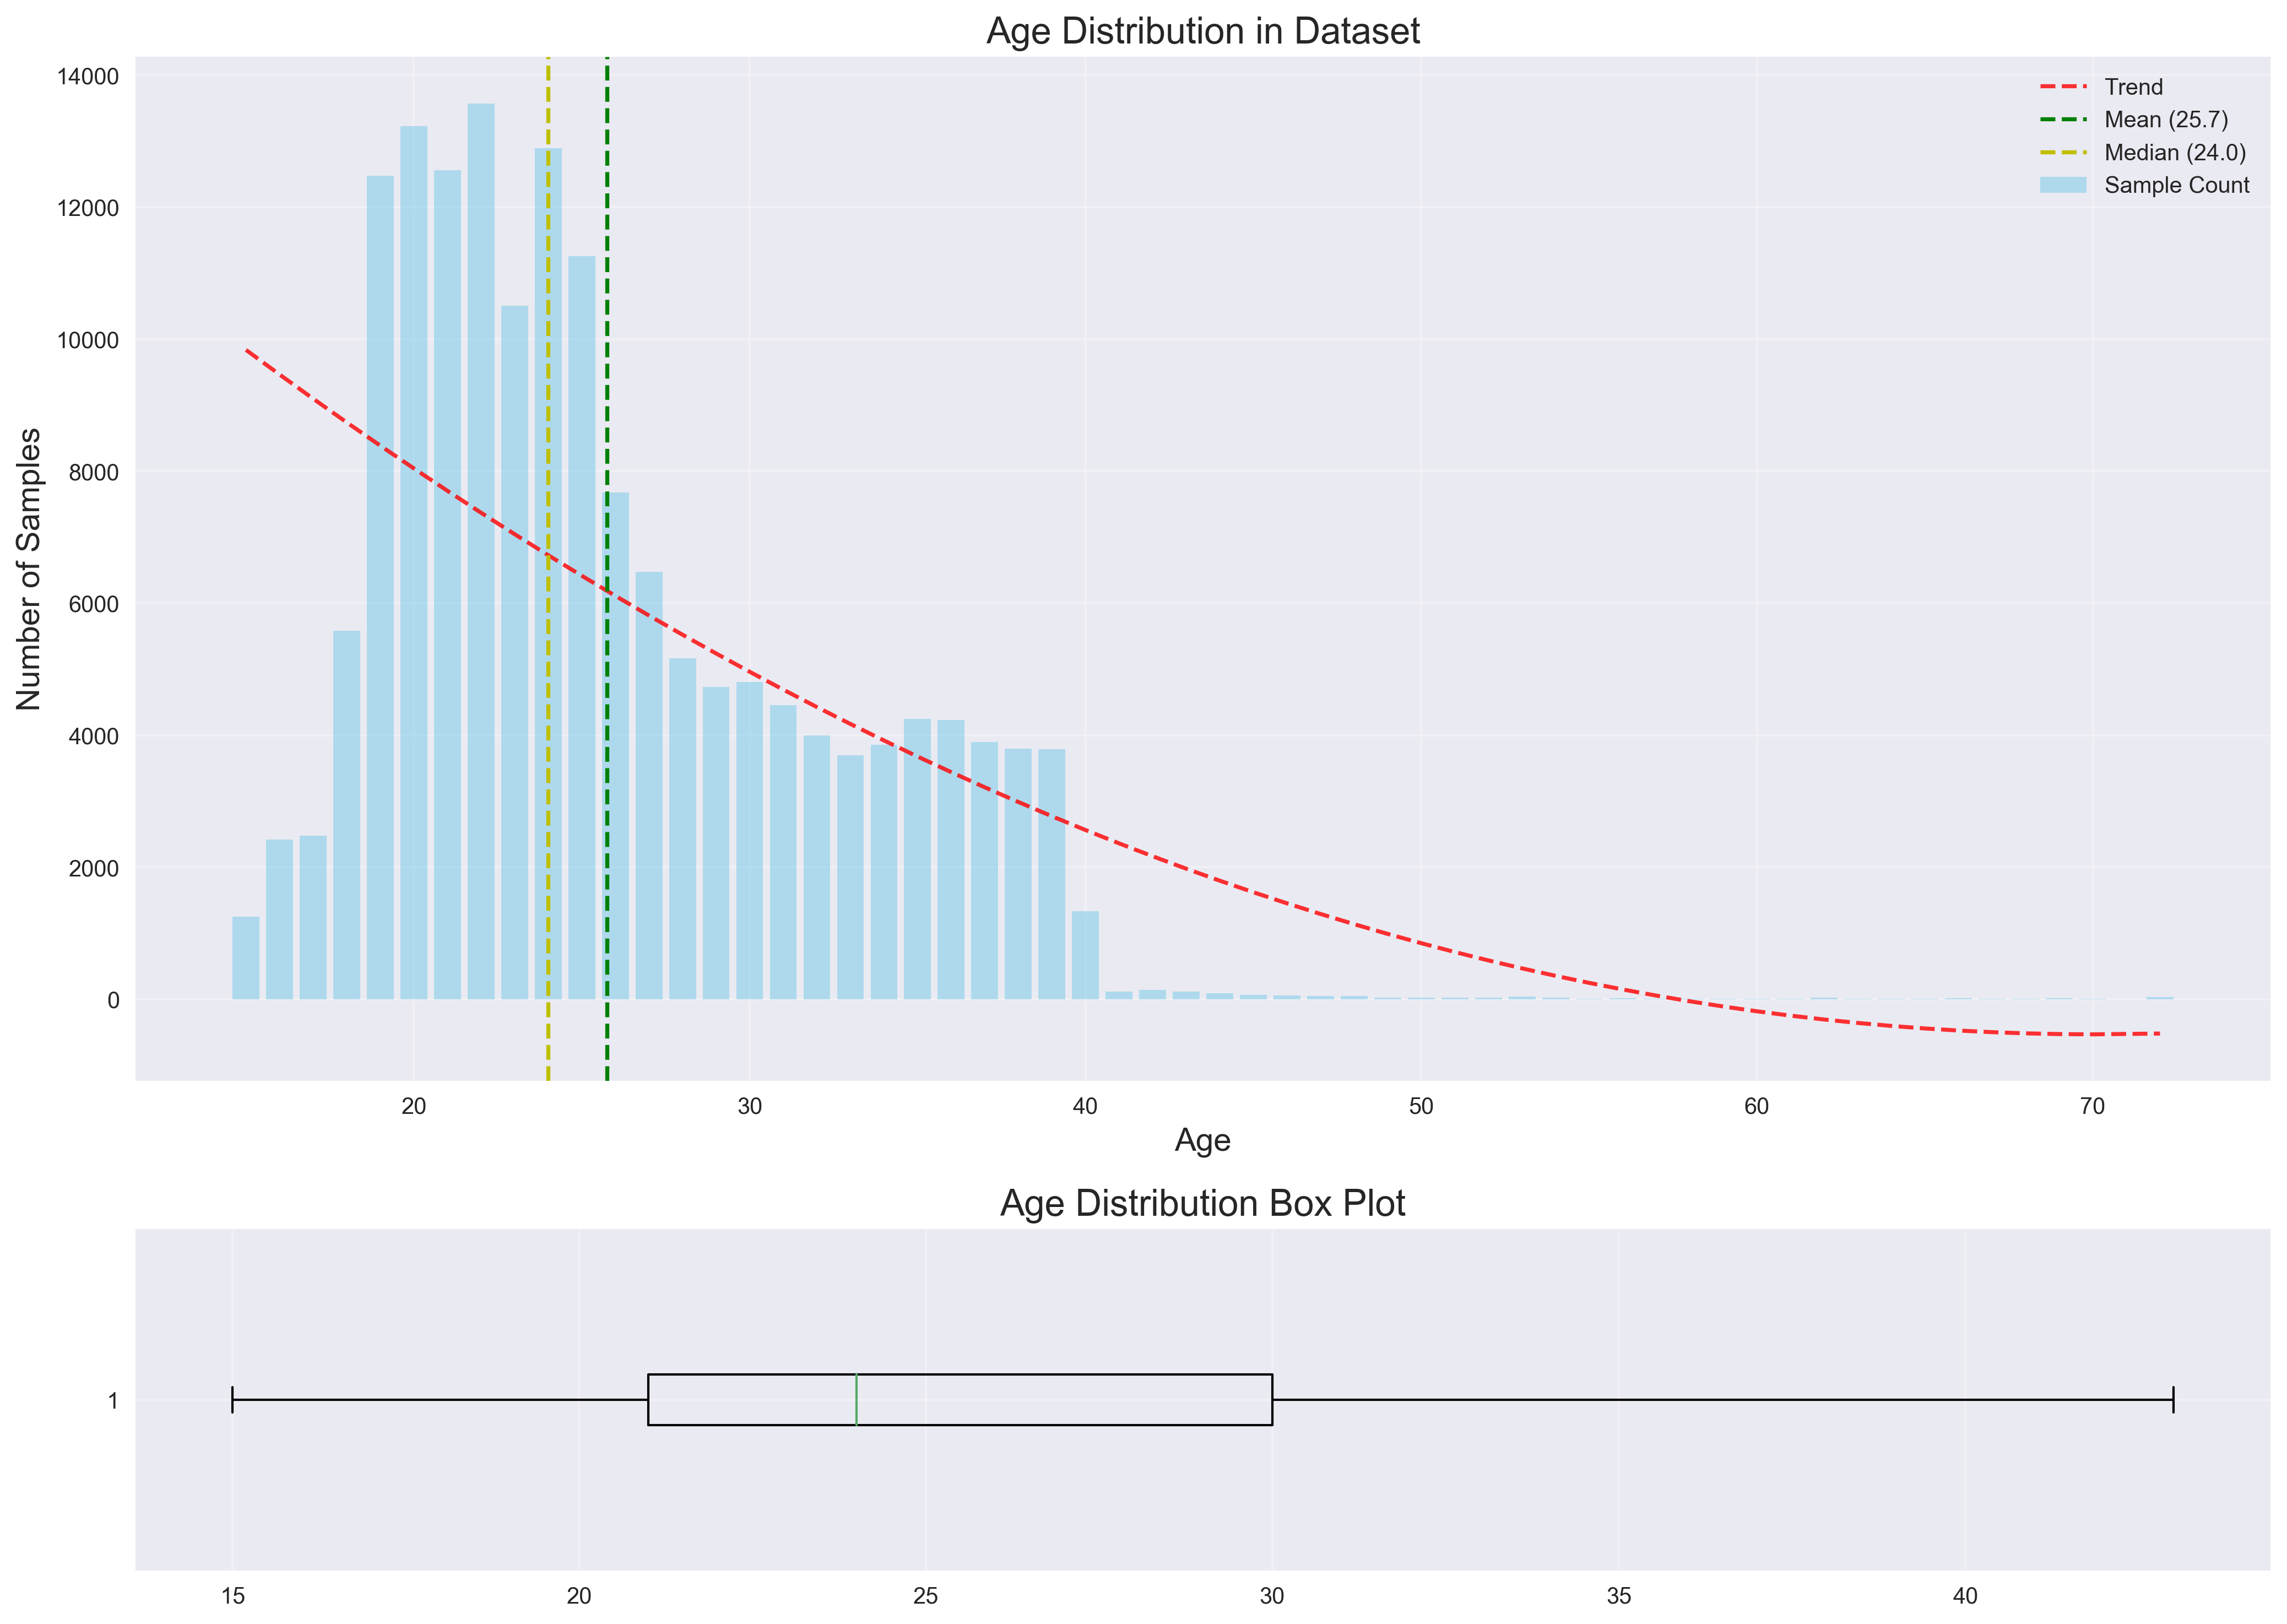 Age Distribution in Dataset
14000
12000
10000
8000
6000
4000
2000
0
Number of Samples
Trend
Mean (25.7)
Median (24.0)
Sample Count
20 30 40 50 60 70
Age
Age Distribution Box Plot
1
15 20 25 30 35 40